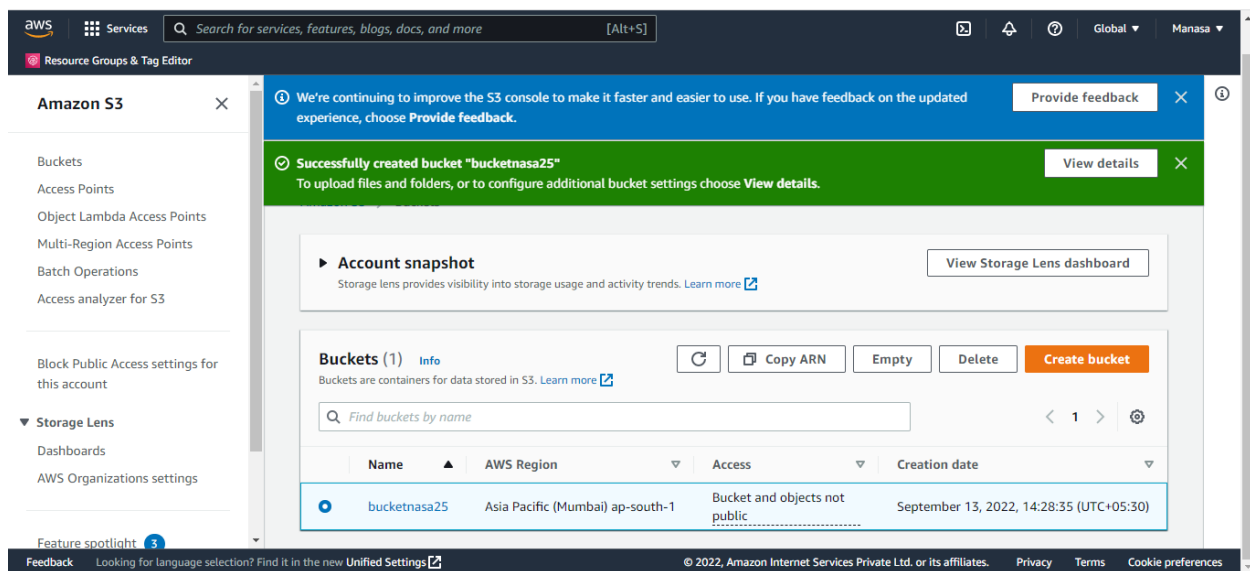 aws Services Search for services, features, blogs, docs, and more [Alt+S] Global ▼ Manasa ▼
Resource Groups & Tag Editor
Amazon S3
Buckets
Access Points
Object Lambda Access Points
Multi-Region Access Points
Batch Operations
Access analyzer for S3
Block Public Access settings for
this account
▼ Storage Lens
Dashboards
AWS Organizations settings
Feature spotlight 3
We're continuing to improve the S3 console to make it faster and easier to use. If you have feedback on the updated
experience, choose Provide feedback.
Provide feedback
Successfully created bucket "bucketnasa25"
To upload files and folders, or to configure additional bucket settings choose View details.
View details
Account snapshot
Storage lens provides visibility into storage usage and activity trends. Learn more
View Storage Lens dashboard
Buckets (1) Info
Buckets are containers for data stored in S3. Learn more
Copy ARN Empty Delete Create bucket
Find buckets by name
1
Name AWS Region Access Creation date
bucketnasa25 Asia Pacific (Mumbai) ap-south-1 Bucket and objects not
public September 13, 2022, 14:28:35 (UTC+05:30)
Feedback Looking for language selection? Find it in the new Unified Settings © 2022, Amazon Internet Services Private Ltd. or its affiliates. Privacy Terms Cookie preferences